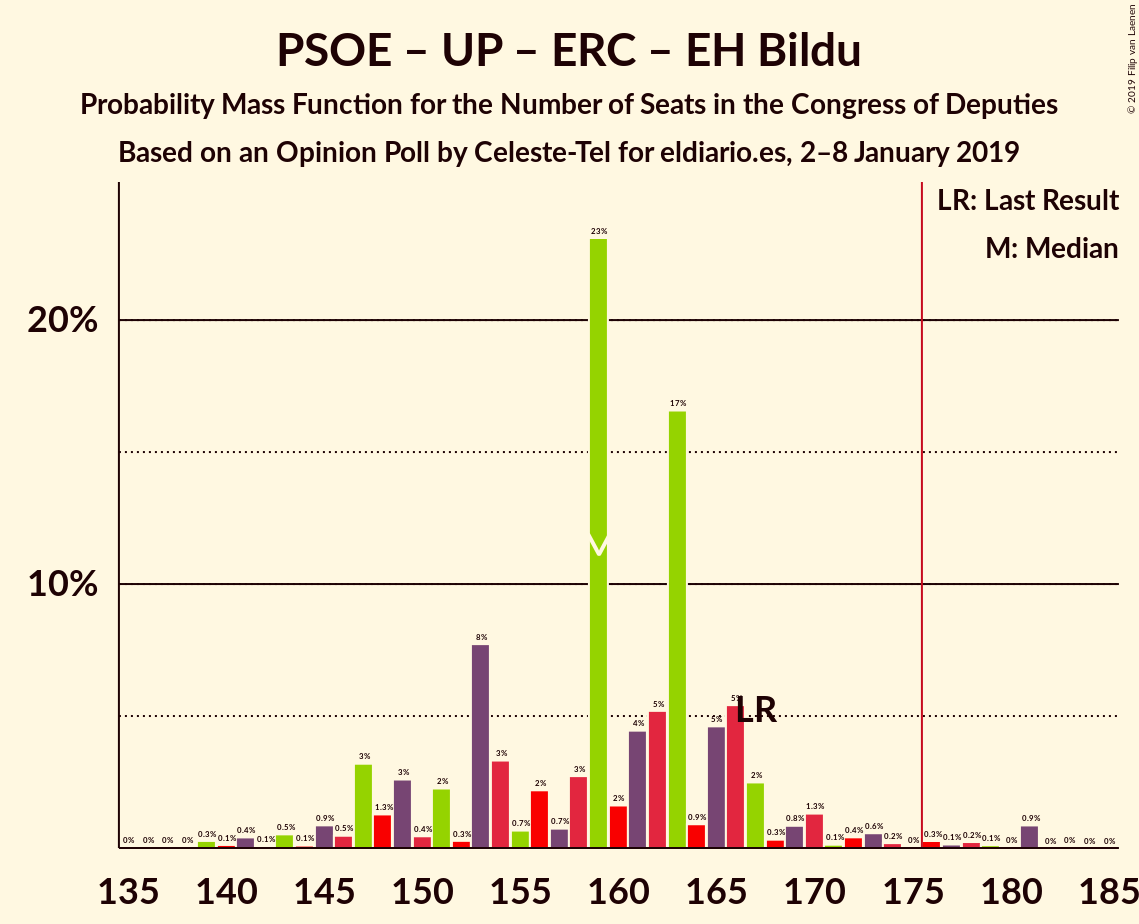 PSOE – UP – ERC – EH Bildu
Probability Mass Function for the Number of Seats in the Congress of Deputies
Based on an Opinion Poll by Celeste-Tel for eldiario.es, 2–8 January 2019
© 2019 Filip van Laenen
LR: Last Result
M: Median
20%
10%
0% 0% 0% 0% 0.3% 0.1% 0.4% 0.1% 0.5% 0.1% 0.9% 0.5% 3% 1.3% 3% 0.4% 2% 0.3% 8% 3% 0.7% 2% 0.7% 3% 23% 2% 4% 5% 17% 0.9% 5% 5% 2% 0.3% 0.8% 1.3% 0.1% 0.4% 0.6% 0.2% 0% 0.3% 0.1% 0.2% 0.1% 0% 0.9% 0% 0% 0% 0%
LR
135 140 145 150 155 160 165 170 175 180 185